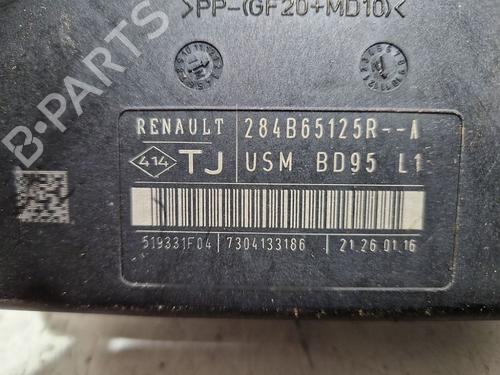 >PP-(GF20+MD10)<
B-PARTS
RENAULT 284B65125R--A
414 TJ USM BD95 L1
519331F04 7304133186 21.26.01.16